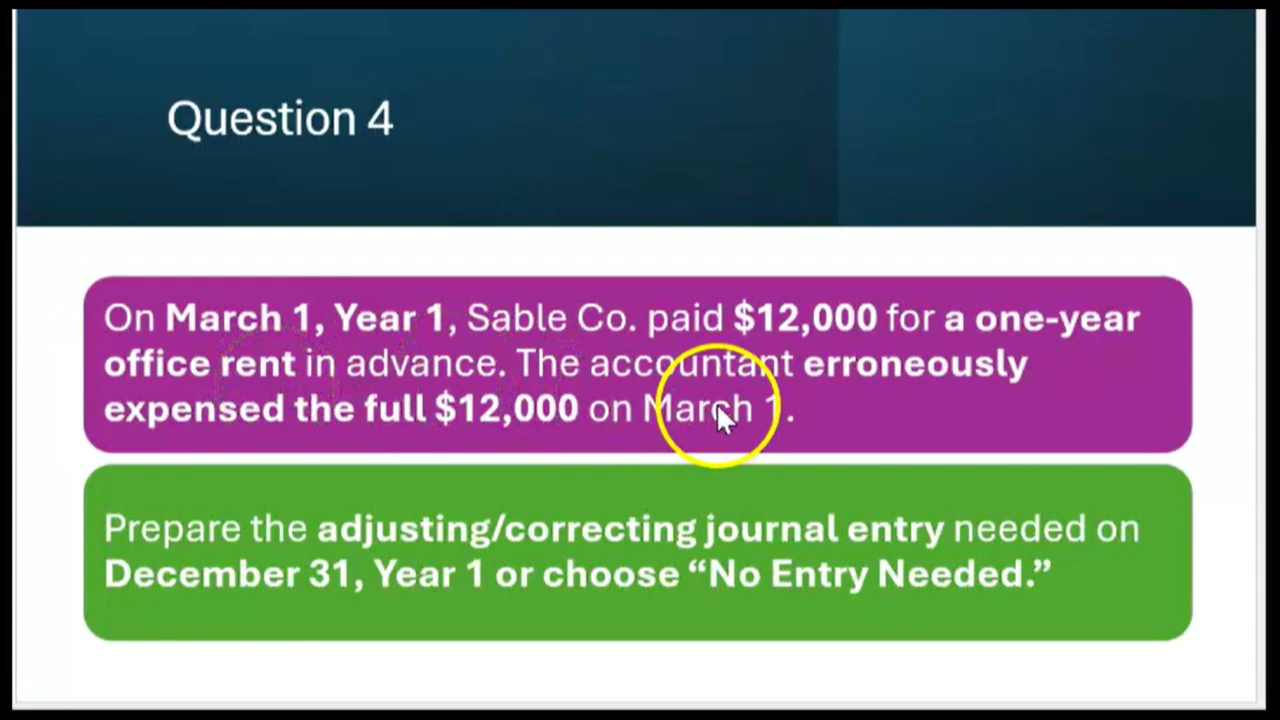 Question 4
On March 1, Year 1, Sable Co. paid $12,000 for a one-year
office rent in advance. The accountant erroneously
expensed the full $12,000 on March 1.
Prepare the adjusting/correcting journal entry needed on
December 31, Year 1 or choose “No Entry Needed.”